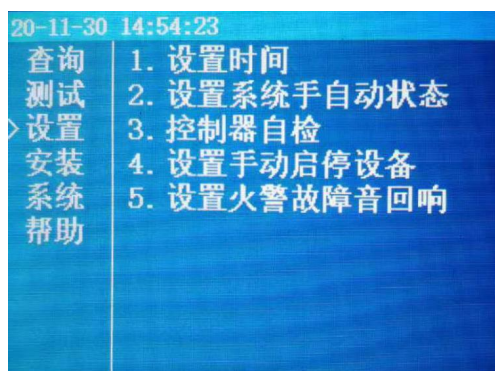 20-11-30 14:54:23
查询
测试
>设置
安装
系统
帮助
1. 设置时间
2. 设置系统手自动状态
3. 控制器自检
4. 设置手动启停设备
5. 设置火警故障音回响